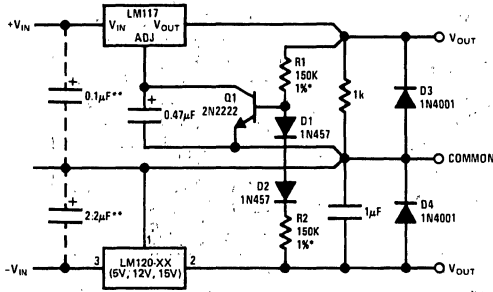 +VIN
LM117
VIN VOUT
ADJ
VOUT
R1
150K
1%*
1k
D3
1N4001
0.1μF**
0.47μF
Q1
2N2222
D1
1N457
COMMON
D2
1N457
2.2μF**
R2
150K
1%*
1μF
D4
1N4001
1
3
LM120-XX
(5V, 12V, 15V)
2
-VIN
VOUT